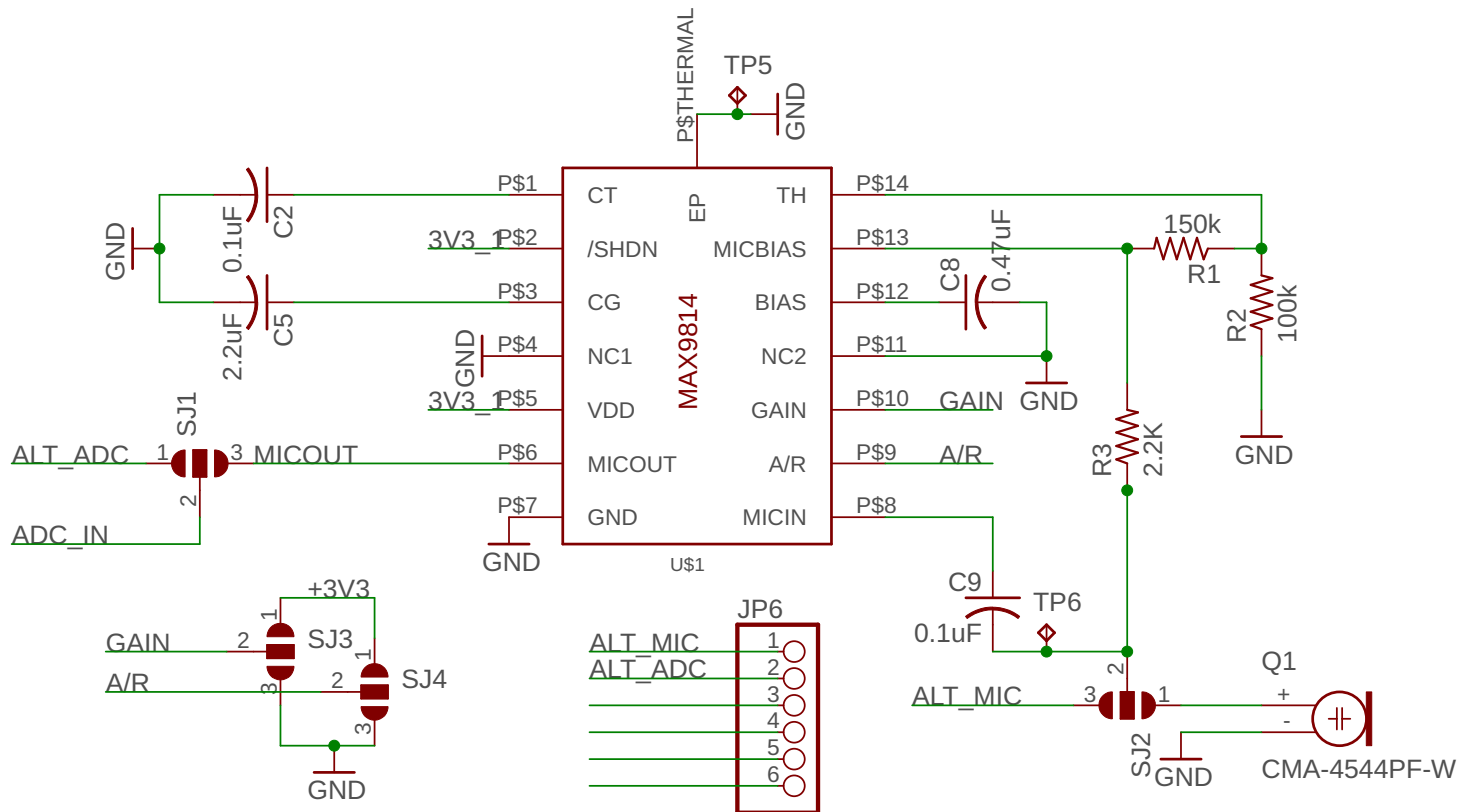 P$THERMAL
TP5
GND
P$1
CT
TH
P$14
EP
0.1uF
C2
GND
3V3_1
P$2
/SHDN
MICBIAS
P$13
150k
R1
C8
0.47uF
2.2uF
C5
P$3
CG
BIAS
P$12
R2
100k
GND
P$4
NC1
MAX9814
NC2
P$11
GND
3V3_1
P$5
VDD
GAIN
P$10
GAIN
SJ1
ALT_ADC
1
3
MICOUT
P$6
MICOUT
A/R
P$9
A/R
R3
2.2K
GND
2
ADC_IN
P$7
GND
MICIN
P$8
GND
U$1
+3V3
1
GAIN
2
SJ3
3
A/R
2
1
SJ4
3
GND
JP6
ALT_MIC
1
ALT_ADC
2
3
4
5
6
C9
0.1uF
TP6
2
ALT_MIC
3
1
SJ2
GND
Q1
+
-
CMA-4544PF-W